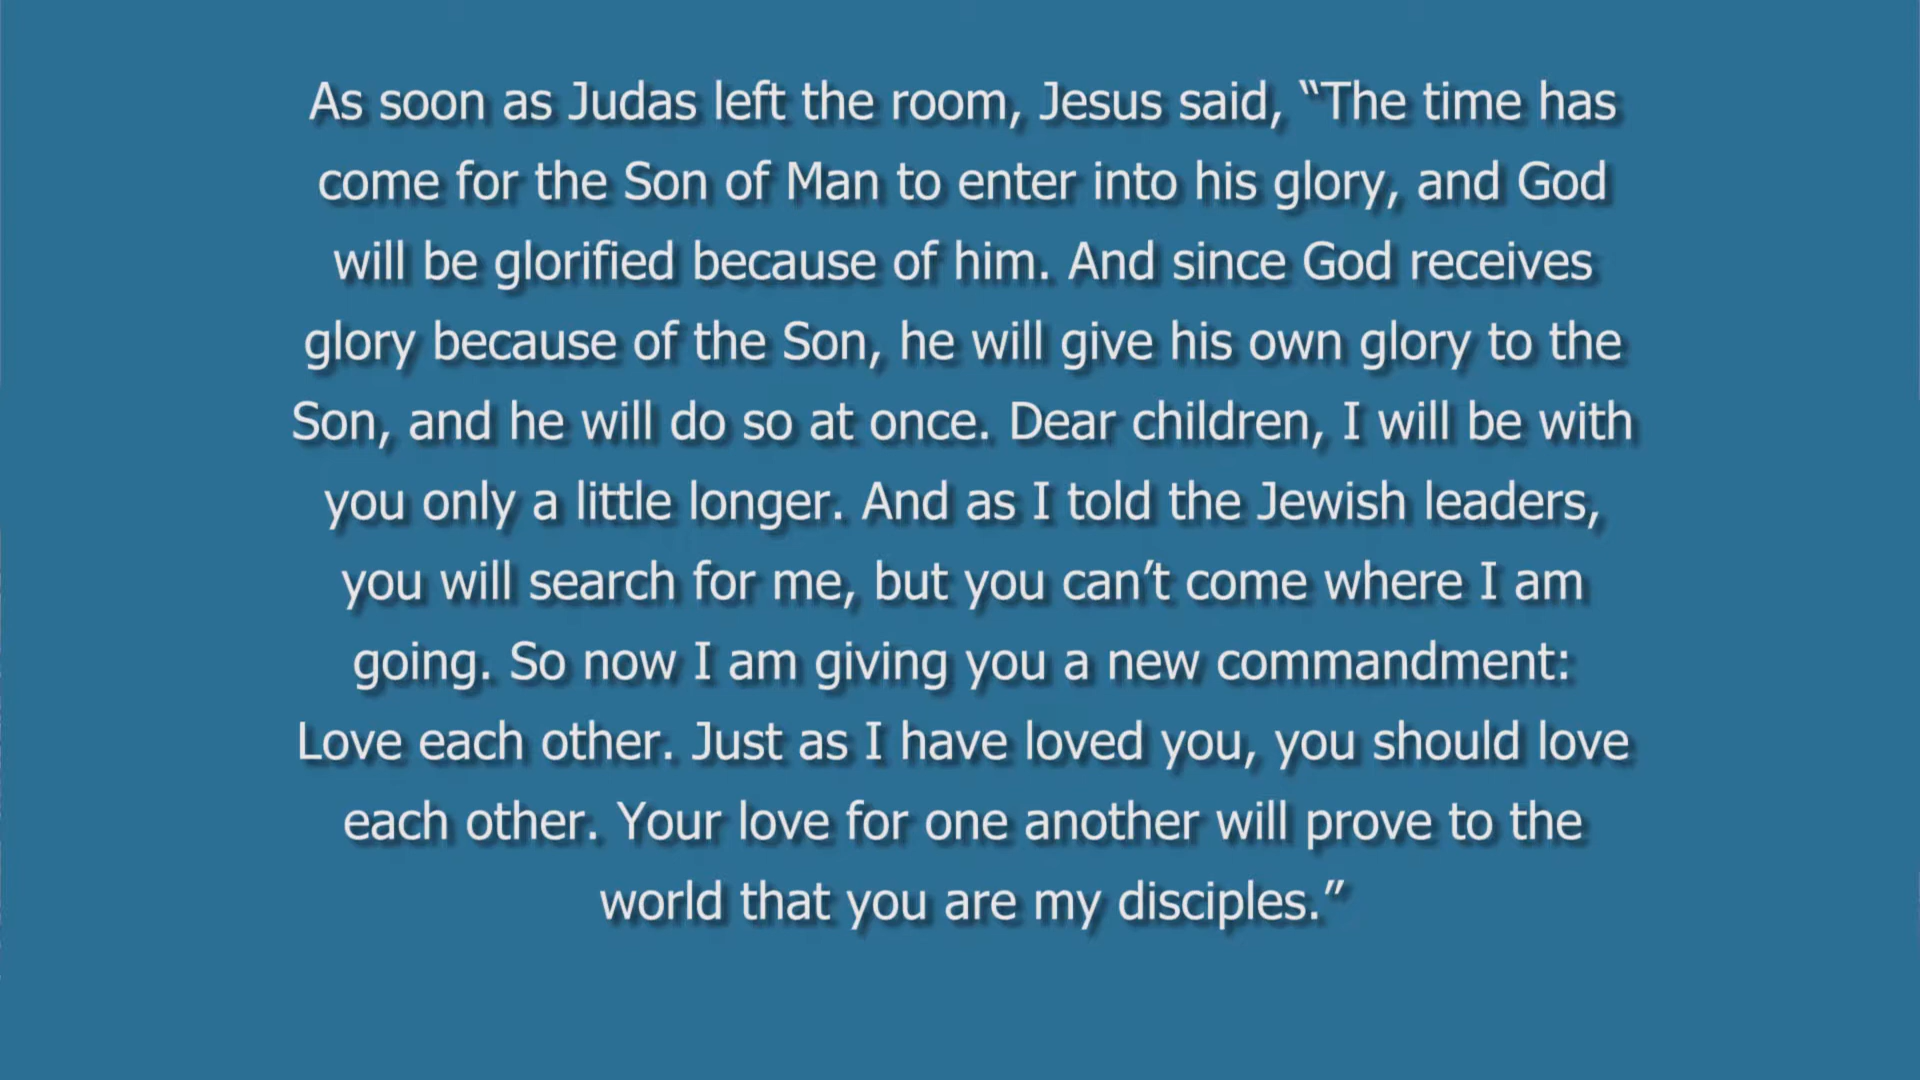 As soon as Judas left the room, Jesus said, “The time has
come for the Son of Man to enter into his glory, and God
will be glorified because of him. And since God receives
glory because of the Son, he will give his own glory to the
Son, and he will do so at once. Dear children, I will be with
you only a little longer. And as I told the Jewish leaders,
you will search for me, but you can’t come where I am
going. So now I am giving you a new commandment:
Love each other. Just as I have loved you, you should love
each other. Your love for one another will prove to the
world that you are my disciples.”